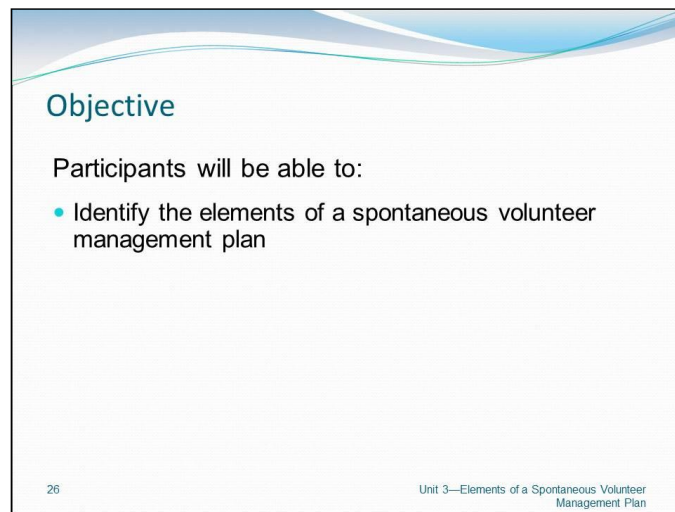 Objective
Participants will be able to:
• Identify the elements of a spontaneous volunteer
management plan
26
Unit 3—Elements of a Spontaneous Volunteer
Management Plan